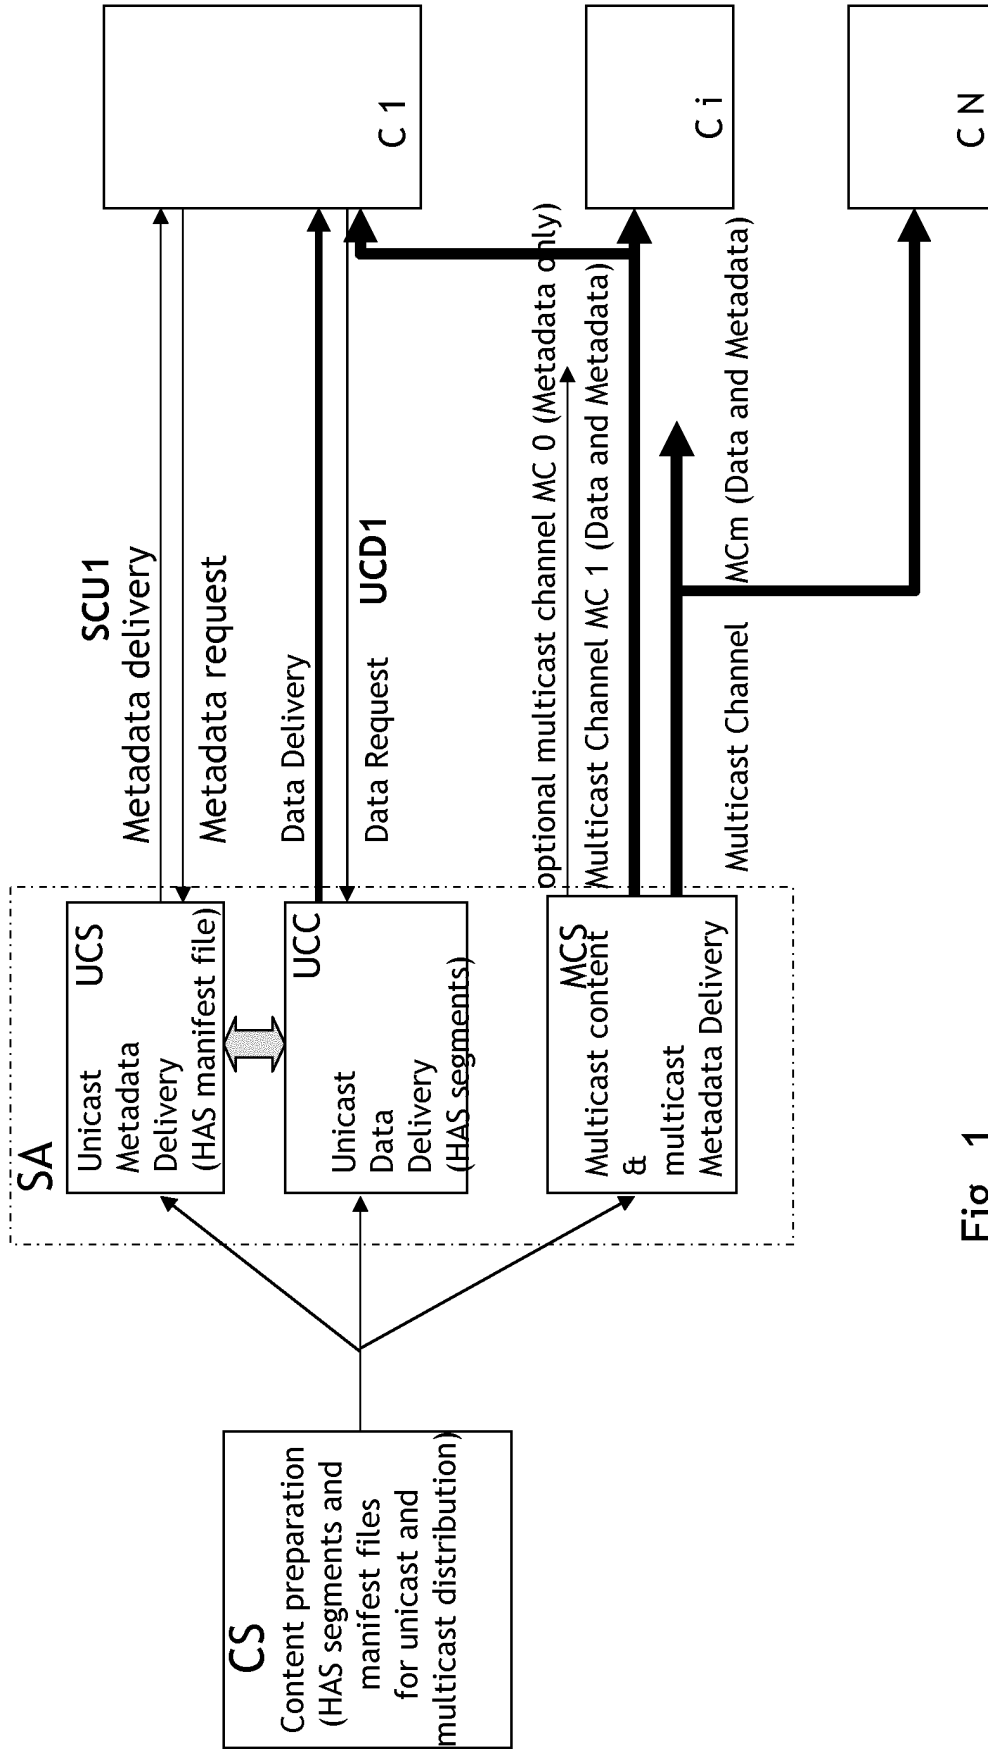 CS
Content preparation
(HAS segments and
manifest files
for unicast and
multicast distribution)
SA
UCS
Unicast
Metadata
Delivery
(HAS manifest file)
UCC
Unicast
Data
Delivery
(HAS segments)
MCS
Multicast content
&
multicast
Metadata Delivery
SCU1
Metadata delivery
Metadata request
Data Delivery
UCD1
Data Request
optional multicast channel MC 0 (Metadata only)
Multicast Channel MC 1 (Data and Metadata)
Multicast Channel MCm (Data and Metadata)
C 1
C i
C N
Fig. 1